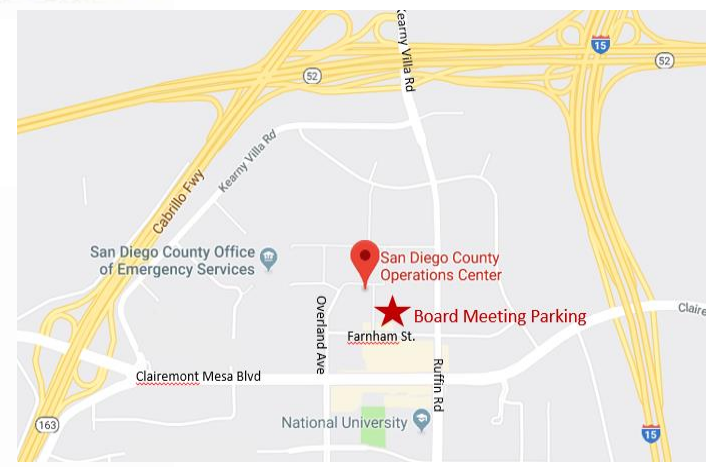 Kearny Villa Rd
15
52
52
Kearny Villa Rd
Cabrillo Fwy
San Diego County Office
of Emergency Services
San Diego County
Operations Center
Overland Ave
Board Meeting Parking
Farnham St.
Claire
Clairemont Mesa Blvd
Ruffin Rd
National University
163
15